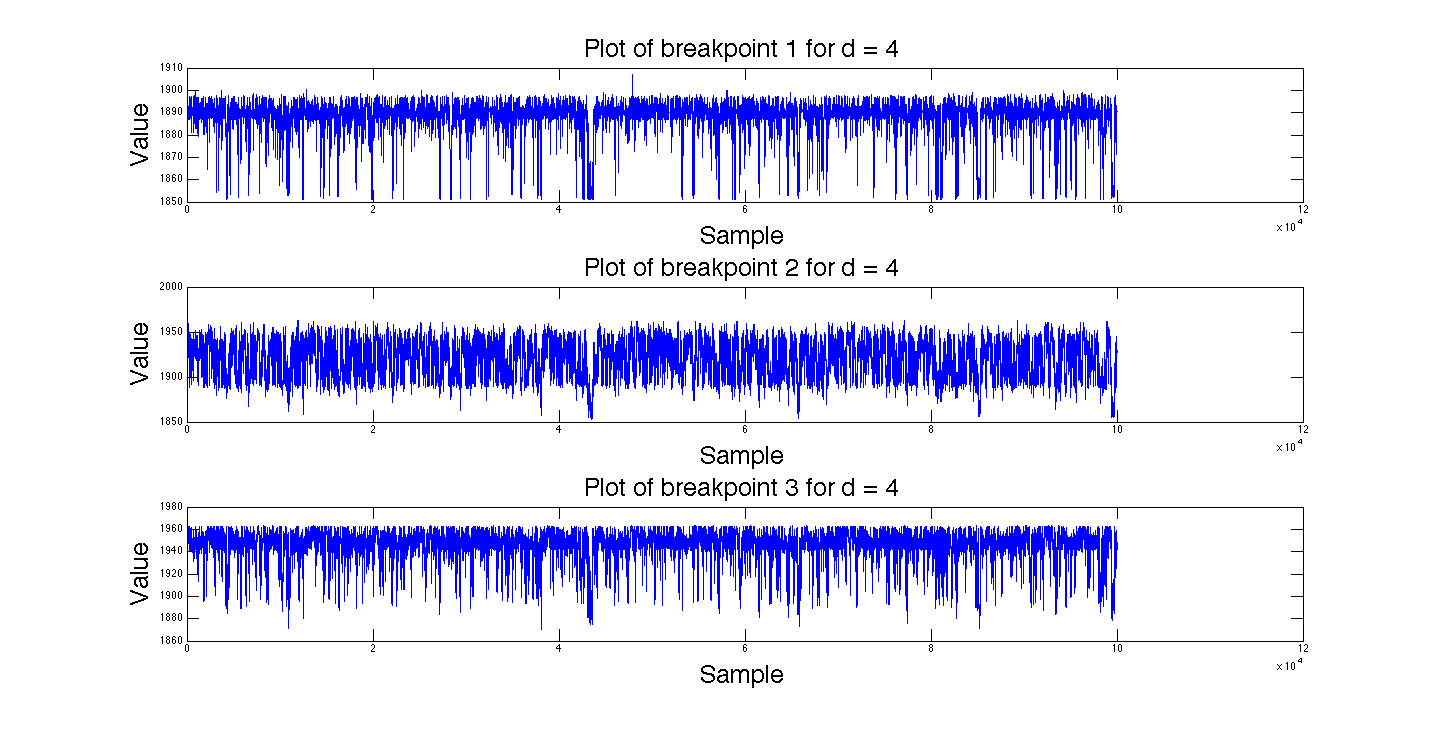 Plot of breakpoint 1 for d = 4
1910
1900
1890
1880
1870
1860
1850
Value
0 2 4 6 8 10 12
x 10^4
Sample
Plot of breakpoint 2 for d = 4
2000
1950
1900
1850
Value
0 2 4 6 8 10 12
x 10^4
Sample
Plot of breakpoint 3 for d = 4
1980
1960
1940
1920
1900
1880
1860
Value
0 2 4 6 8 10 12
x 10^4
Sample